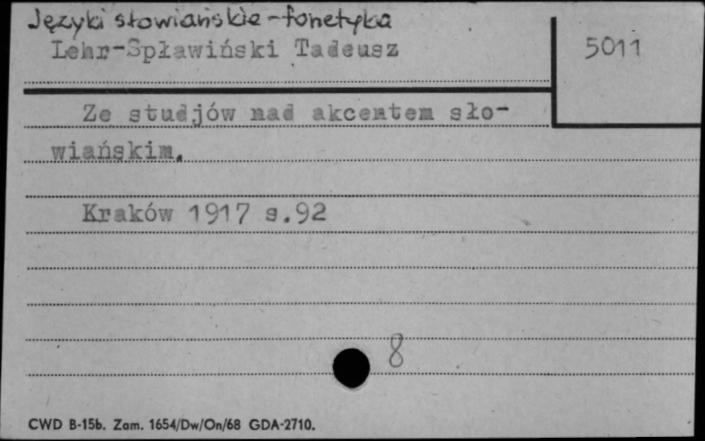 Języki słowiańskie - fonetyka
Lehr-Spławiński Tadeusz
5011
Ze studjów nad akcentem sło-
wiańskim.
Kraków 1917 s.92
8
CWD B-15b. Zam. 1654/Dw/On/68 GDA-2710.